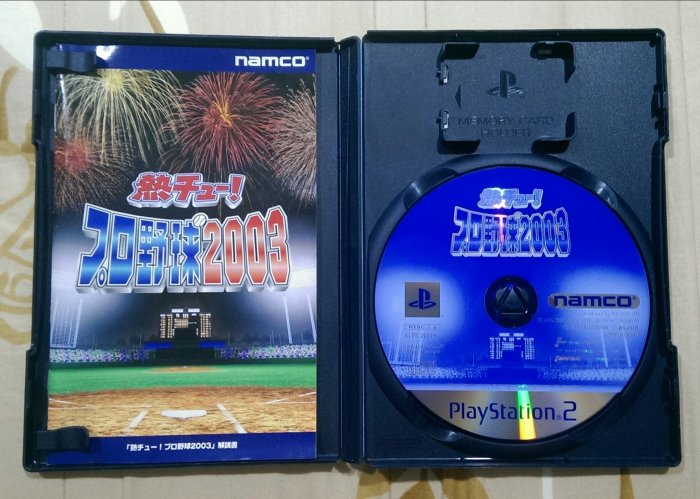 namco
熱チュー!
プロ野球2003
「熱チュー!プロ野球2003」解説書
MEMORY CARD
HOLDER
熱チュー!
プロ野球2003
namco
PlayStation 2